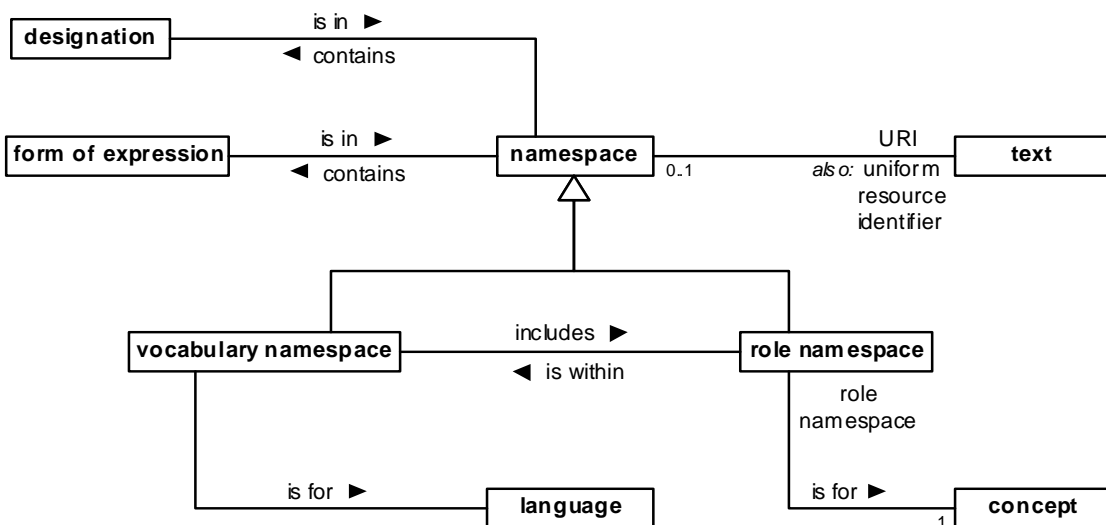 designation
is in ►
◄ contains
form of expression
is in ►
◄ contains
namespace
0..1
URI
also: uniform
resource
identifier
text
vocabulary namespace
includes ►
◄ is within
role namespace
role
namespace
is for ►
language
is for ►
1
concept